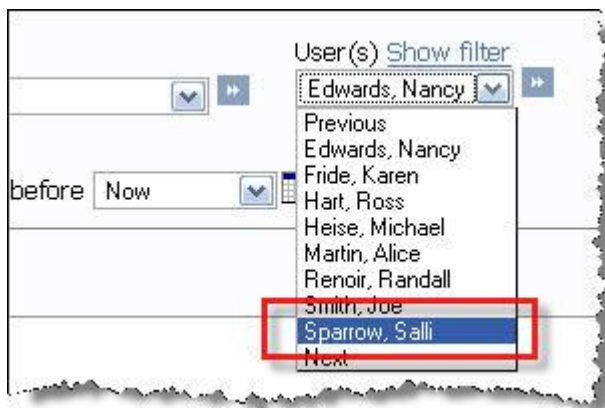 User(s) Show filter
Edwards, Nancy
Previous
Edwards, Nancy
Fride, Karen
before Now
Hart, Ross
Heise, Michael
Martin, Alice
Renoir, Randall
Smith, Joe
Sparrow, Salli
Next